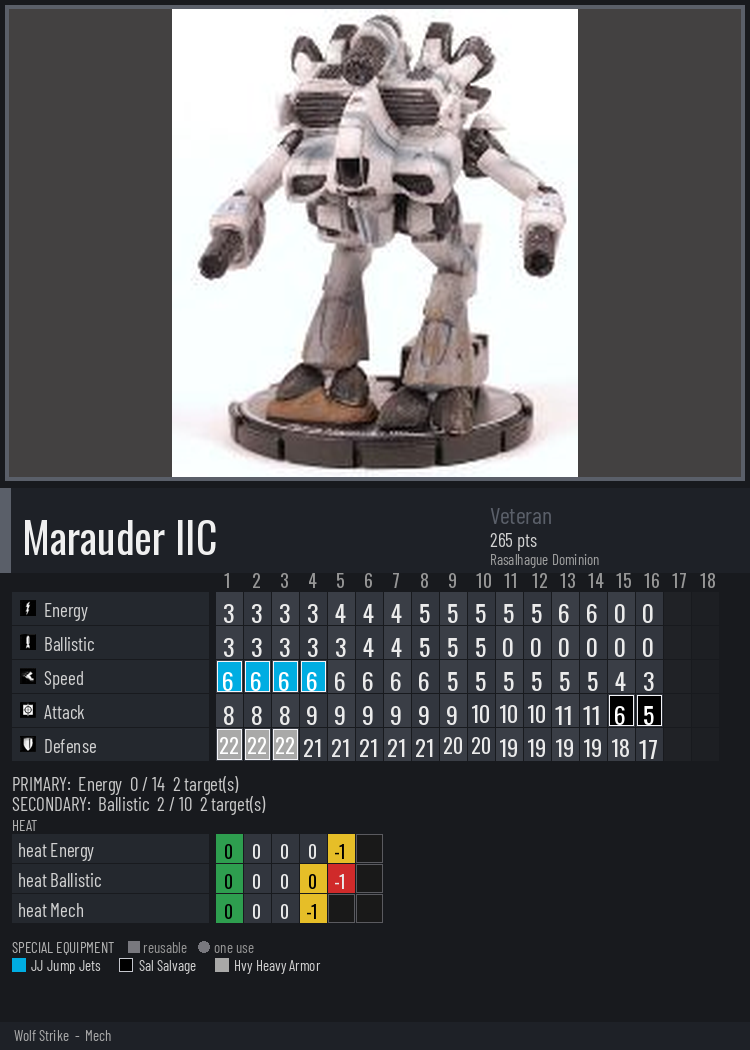 Marauder IIC
Veteran
265 pts
Rasalhague Dominion
1 2 3 4 5 6 7 8 9 10 11 12 13 14 15 16 17 18
Energy 3 3 3 3 4 4 4 5 5 5 5 5 6 6 0 0
Ballistic 3 3 3 3 3 4 4 5 5 5 0 0 0 0 0 0
Speed 6 6 6 6 6 6 6 6 5 5 5 5 5 5 4 3
Attack 8 8 8 9 9 9 9 9 9 10 10 10 11 11 6 5
Defense 22 22 22 21 21 21 21 21 20 20 19 19 19 19 18 17
PRIMARY: Energy 0 / 14 2 target(s)
SECONDARY: Ballistic 2 / 10 2 target(s)
HEAT
heat Energy 0 0 0 0 -1
heat Ballistic 0 0 0 0 -1
heat Mech 0 0 0 -1
SPECIAL EQUIPMENT reusable one use
JJ Jump Jets Sal Salvage Hvy Heavy Armor
Wolf Strike - Mech